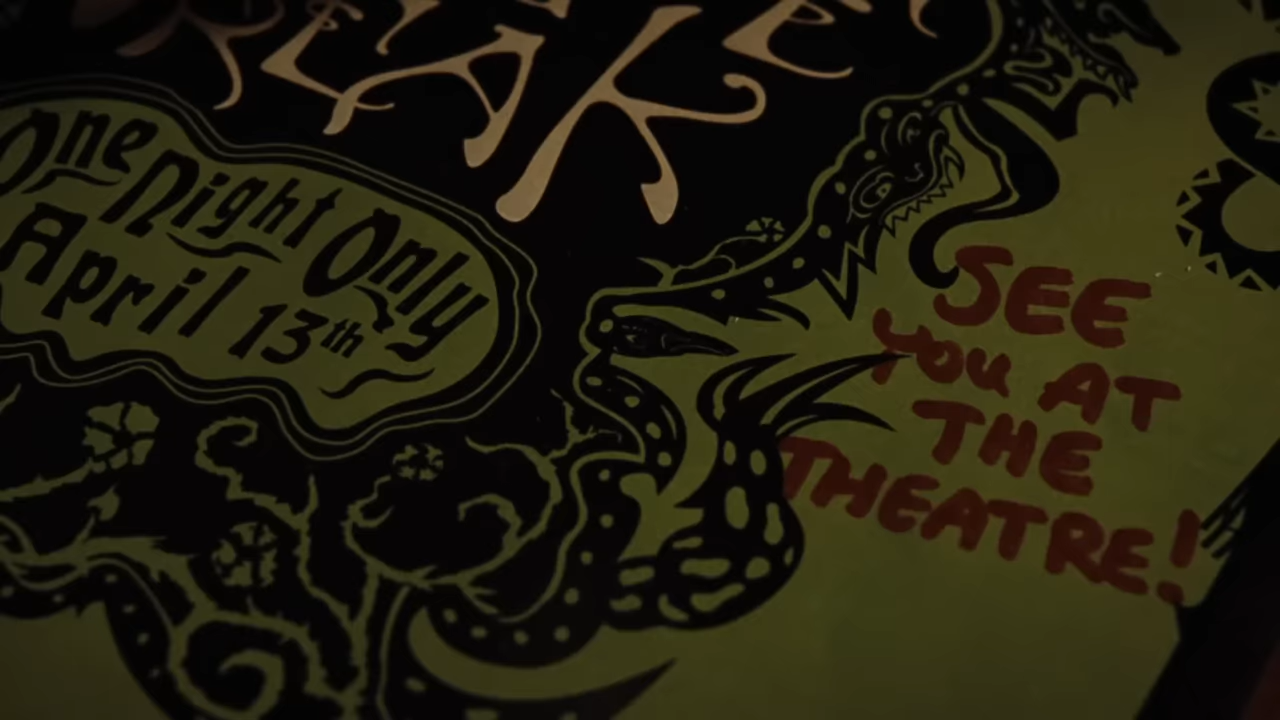 One Night Only
April 13th
SEE
you AT
THE
THEATRE!